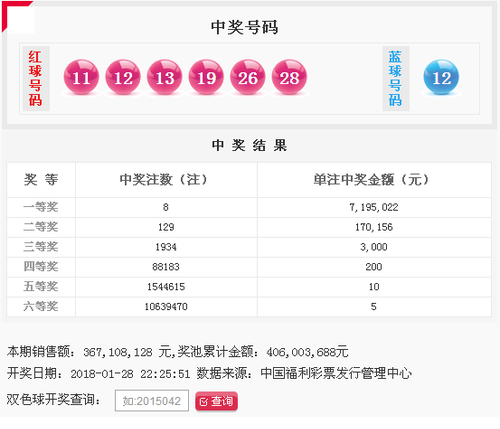 中奖号码
红球号码 11 12 13 19 26 28 蓝球号码 12
中 奖 结 果
奖 等 中奖注数（注） 单注中奖金额（元）
一等奖 8 7,195,022
二等奖 129 170,156
三等奖 1934 3,000
四等奖 88183 200
五等奖 1544615 10
六等奖 10639470 5
本期销售额：367,108,128 元,奖池累计金额：406,003,688元
开奖日期：2018-01-28 22:25:51 数据来源：中国福利彩票发行管理中心
双色球开奖查询： 如:2015042 查询